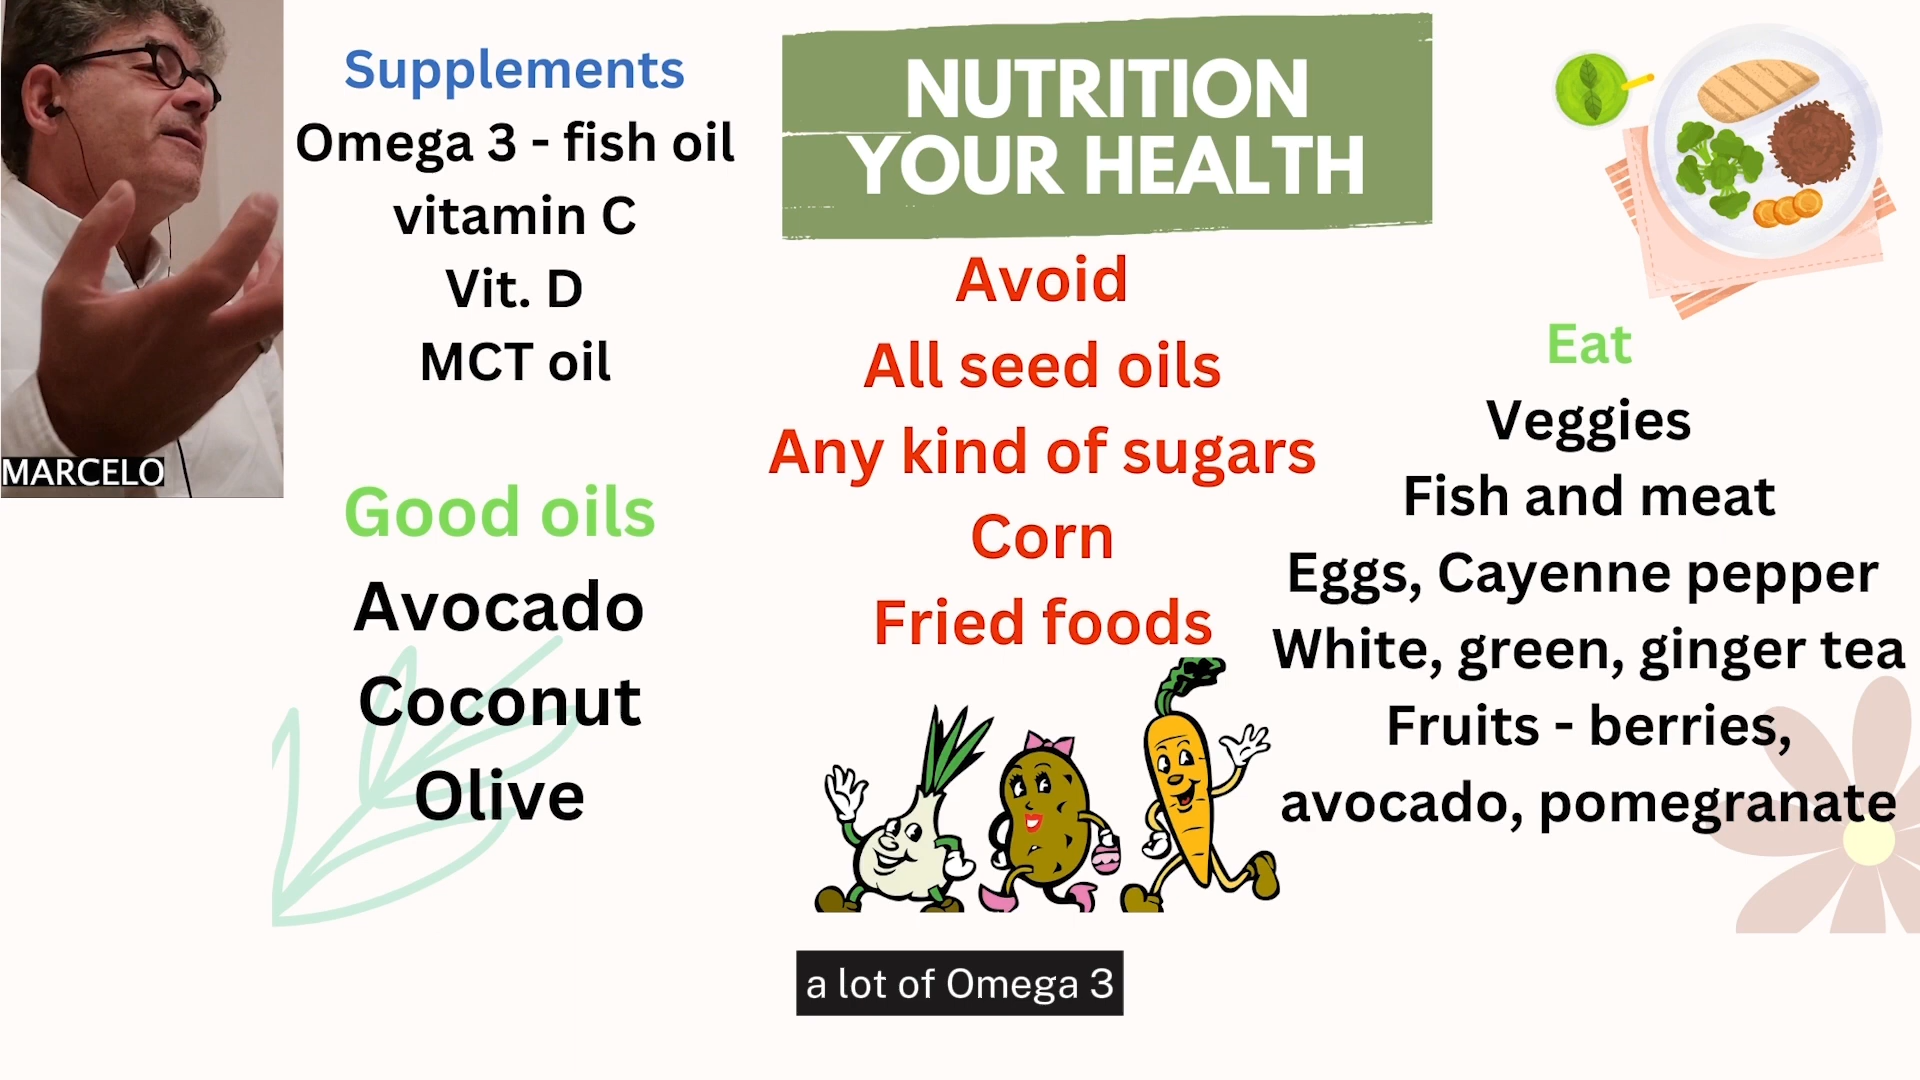 Supplements
Omega 3 - fish oil
vitamin C
Vit. D
MCT oil
MARCELO
Good oils
Avocado
Coconut
Olive
NUTRITION
YOUR HEALTH
Avoid
All seed oils
Any kind of sugars
Corn
Fried foods
Eat
Veggies
Fish and meat
Eggs, Cayenne pepper
White, green, ginger tea
Fruits - berries,
avocado, pomegranate
a lot of Omega 3